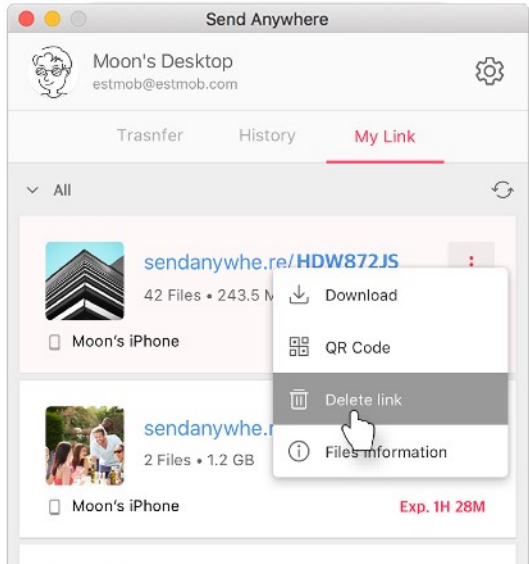 Send Anywhere
Moon's Desktop
estmob@estmob.com
Trasnfer History My Link
All
sendanywhe.re/HDW872JS
42 Files • 243.5
Download
Moon's iPhone
QR Code
Delete link
sendanywhe.
2 Files • 1.2 GB
Files Information
Moon's iPhone
Exp. 1H 28M